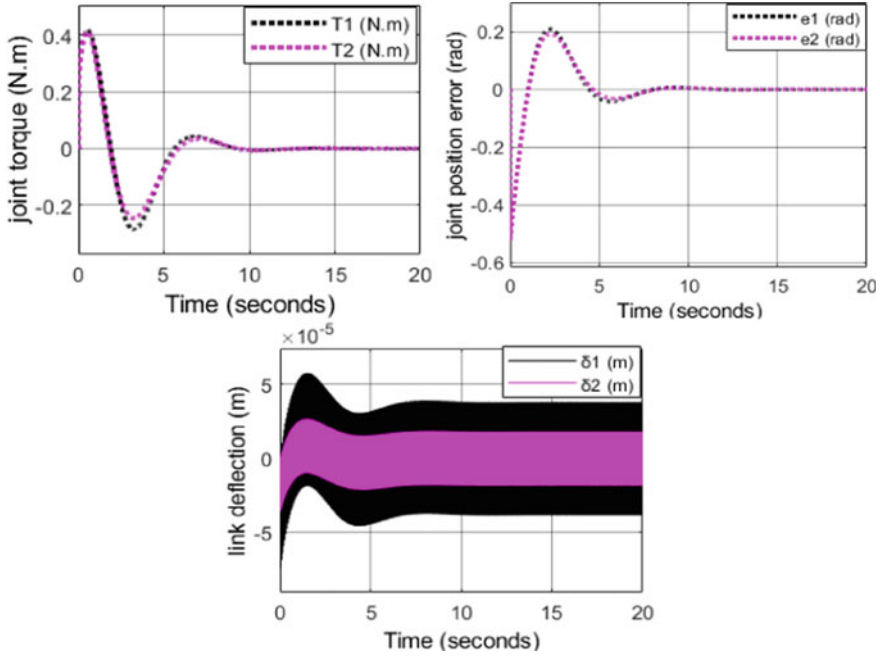 T1 (N.m)
T2 (N.m)
joint torque (N.m)
0.4
0.2
0
-0.2
0
5
10
15
20
Time (seconds)
e1 (rad)
e2 (rad)
joint position error (rad)
0.2
0
-0.2
-0.4
-0.6
0
5
10
15
20
Time (seconds)
×10⁻⁵
δ1 (m)
δ2 (m)
link deflection (m)
5
0
-5
0
5
10
15
20
Time (seconds)